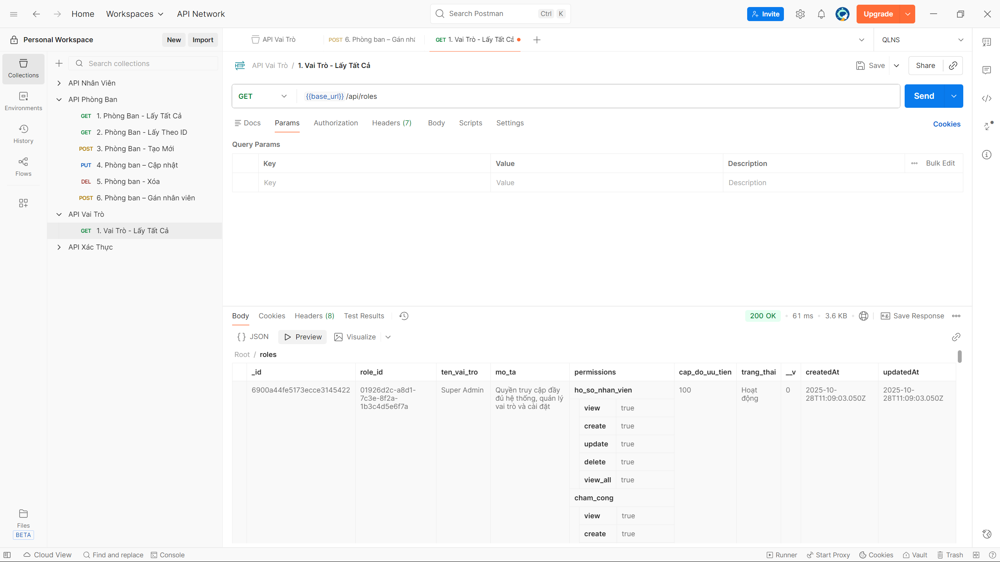 Home Workspaces API Network Search Postman Ctrl K Invite Upgrade
Personal Workspace New Import
API Vai Trò POST 6. Phòng ban – Gán nhâ GET 1. Vai Trò - Lấy Tất Cả QLNS
Collections
Environments
History
Flows
Files
BETA
Search collections
API Nhân Viên
API Phòng Ban
GET 1. Phòng Ban - Lấy Tất Cả
GET 2. Phòng Ban - Lấy Theo ID
POST 3. Phòng Ban - Tạo Mới
PUT 4. Phòng ban – Cập nhật
DEL 5. Phòng ban - Xóa
POST 6. Phòng ban – Gán nhân viên
API Vai Trò
GET 1. Vai Trò - Lấy Tất Cả
API Xác Thực
HTTP API Vai Trò / 1. Vai Trò - Lấy Tất Cả Save Share
GET {{base_url}}/api/roles Send
Docs Params Authorization Headers (7) Body Scripts Settings Cookies
Query Params
Key Value Description Bulk Edit
Key Value Description
Body Cookies Headers (8) Test Results 200 OK 61 ms 3.6 KB e.g. Save Response
{} JSON Preview Visualize
Root / roles
_id role_id ten_vai_tro mo_ta permissions cap_do_uu_tien trang_thai __v createdAt updatedAt
6900a44fe5173ecce3145422 01926d2c-a8d1- Super Admin Quyền truy cập đầy ho_so_nhan_vien 100 Hoạt 0 2025-10- 2025-10-
7c3e-8f2a- đủ hệ thống, quản lý động 28T11:09:03.050Z 28T11:09:03.050Z
1b3c4d5e6f7a vai trò và cài đặt
view true
create true
update true
delete true
view_all true
cham_cong
view true
create true
Cloud View Find and replace Console Runner Start Proxy Cookies Vault Trash